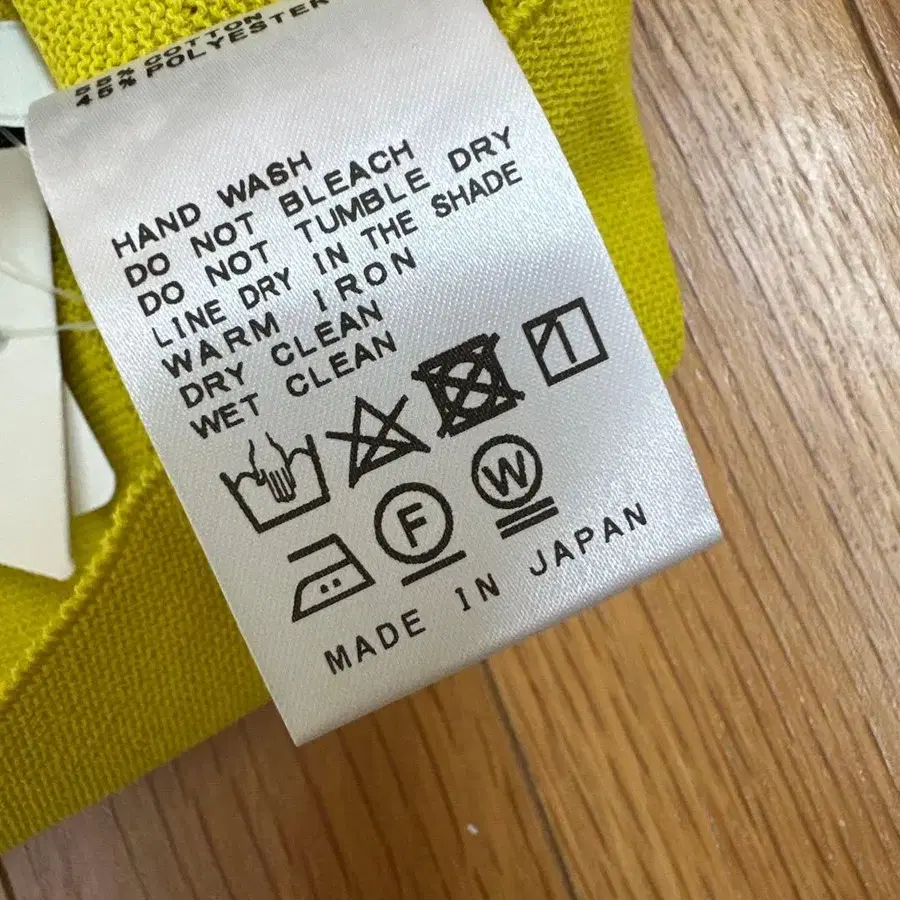 55% COTTON
45% POLYESTER
HAND WASH
DO NOT BLEACH
DO NOT TUMBLE DRY
LINE DRY IN THE SHADE
WARM IRON
DRY CLEAN
WET CLEAN
F
W
MADE IN JAPAN